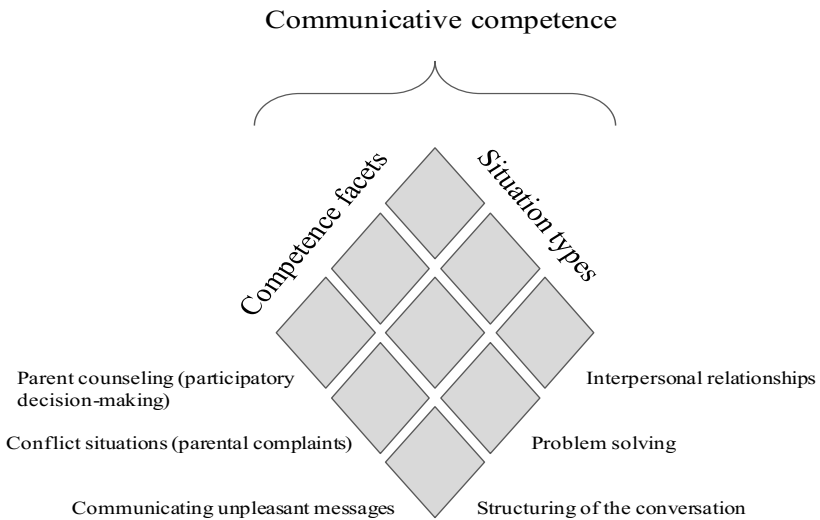 Communicative competence
Competence facets
Situation types
Parent counseling (participatory
decision-making)
Interpersonal relationships
Conflict situations (parental complaints)
Problem solving
Communicating unpleasant messages
Structuring of the conversation